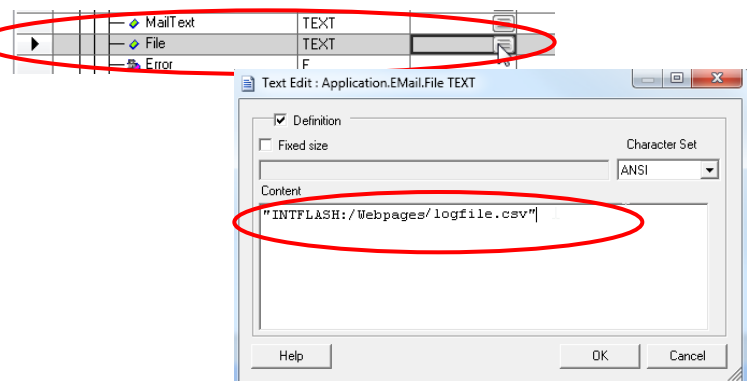 MailText TEXT
File TEXT
Error F
Text Edit : Application.EMail.File TEXT
Definition
Fixed size
Character Set
ANSI
Content
"INTFLASH:/Webpages/logfile.csv"
Help OK Cancel